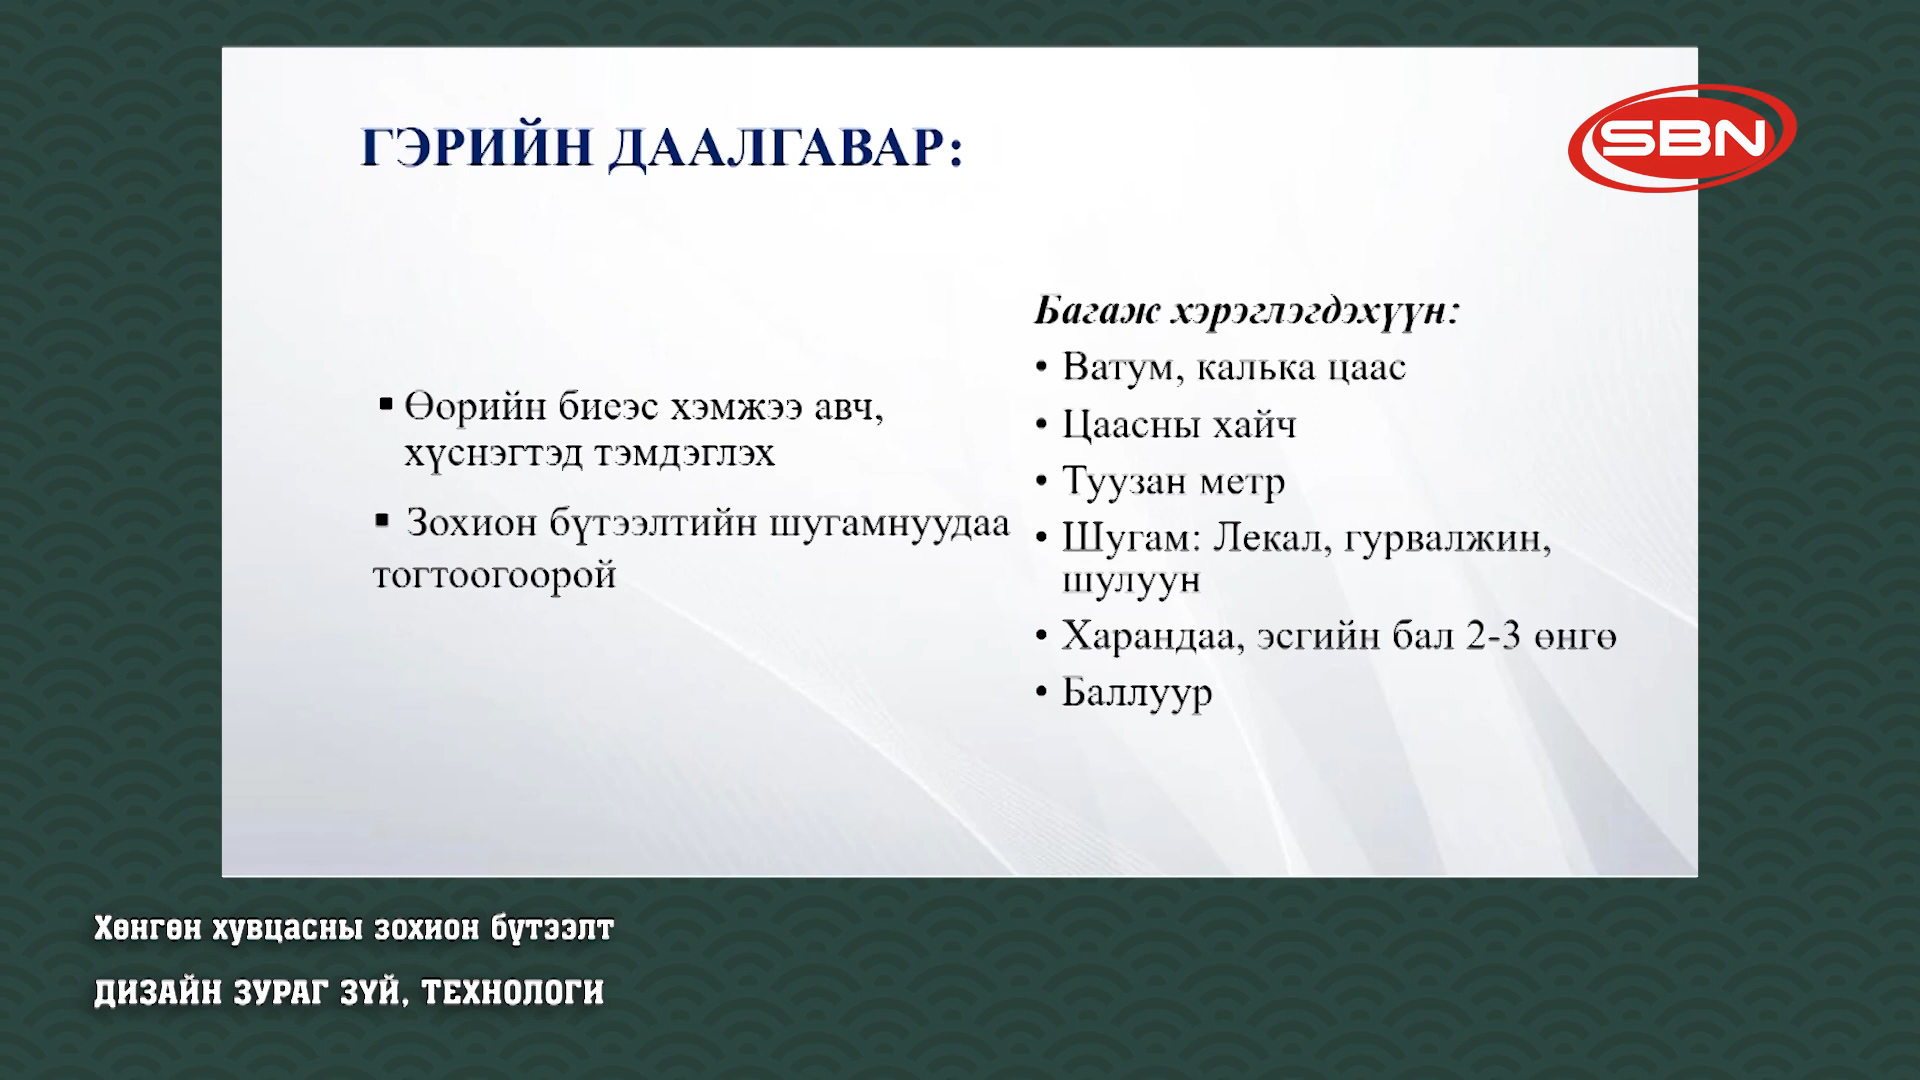 ГЭРИЙН ДААЛГАВАР:
SBN
▪ Өөрийн биеэс хэмжээ авч,
хүснэгтэд тэмдэглэх
▪ Зохион бүтээлтийн шугамнуудаа
тогтоогоорой
Багаж хэрэглэгдэхүүн:
• Ватум, калька цаас
• Цаасны хайч
• Туузан метр
• Шугам: Лекал, гурвалжин,
шулуун
• Харандаа, эсгийн бал 2-3 өнгө
• Баллуур
Хөнгөн хувцасны зохион бүтээлт
ДИЗАЙН ЗУРАГ ЗҮЙ, ТЕХНОЛОГИ